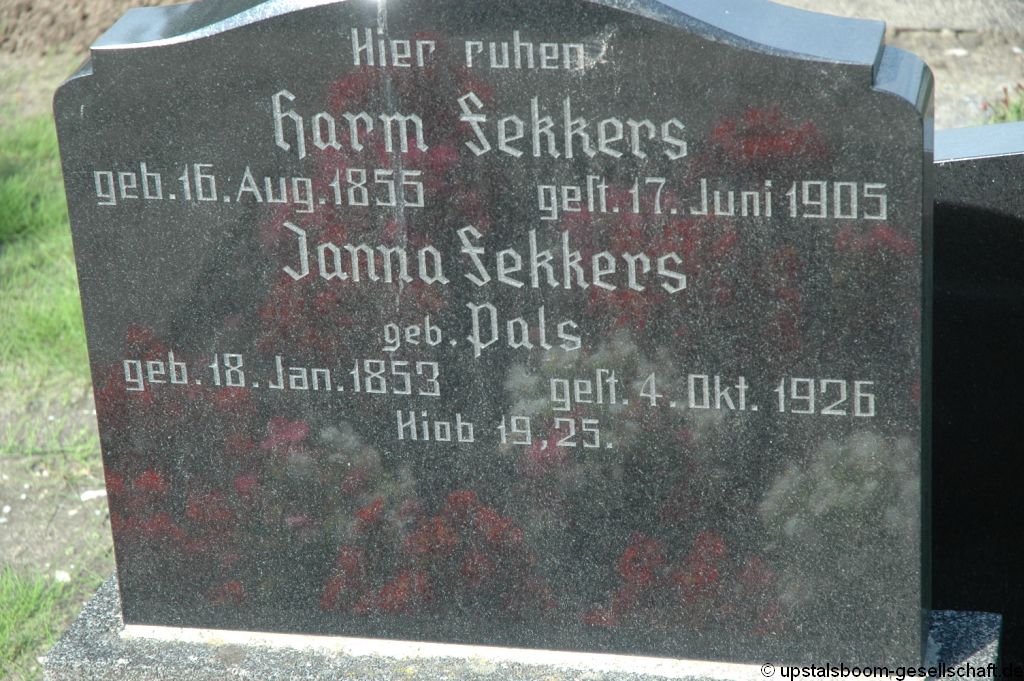 Hier ruhen
Harm Fekkers
geb. 16. Aug. 1855 geſt. 17. Juni 1905
Janna Fekkers
geb. Pals
geb. 18. Jan. 1853 geſt. 4. Okt. 1926
Hiob 19, 25.
© upstalsboom-gesellschaft.de